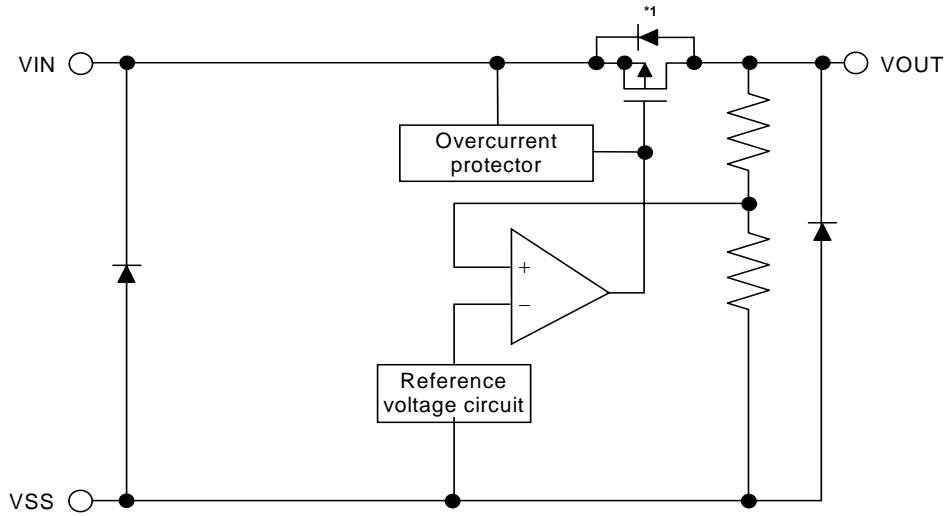 *1
VIN
VOUT
Overcurrent
protector
+
−
Reference
voltage circuit
VSS